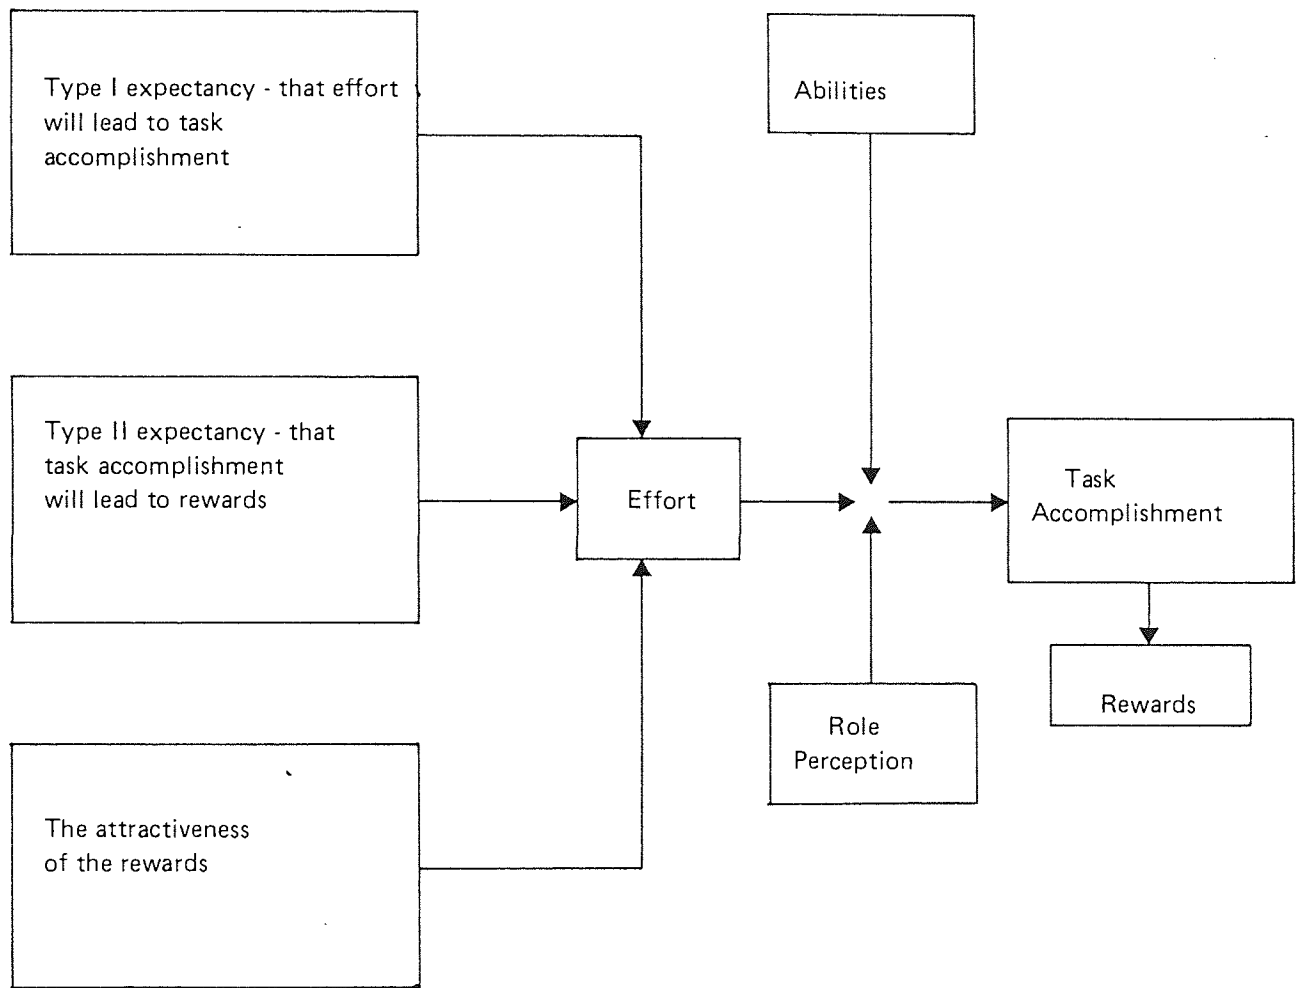 Type I expectancy - that effort
will lead to task
accomplishment
Abilities
Type II expectancy - that
task accomplishment
will lead to rewards
Effort
Task
Accomplishment
Role
Perception
Rewards
The attractiveness
of the rewards